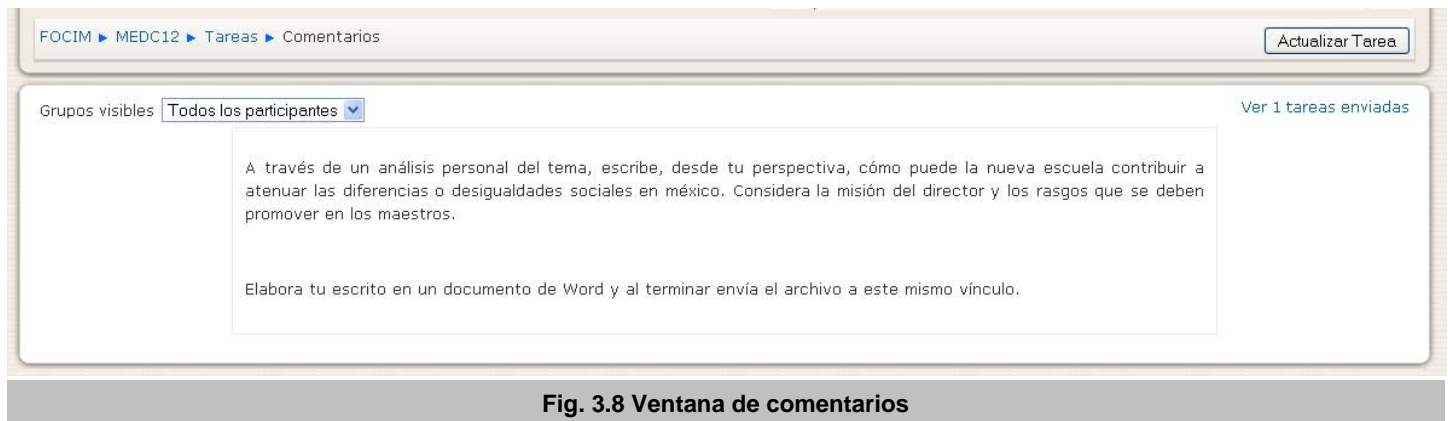 FOCIM ► MEDC12 ► Tareas ► Comentarios
Actualizar Tarea
Grupos visibles Todos los participantes
Ver 1 tareas enviadas
A través de un análisis personal del tema, escribe, desde tu perspectiva, cómo puede la nueva escuela contribuir a
atenuar las diferencias o desigualdades sociales en méxico. Considera la misión del director y los rasgos que se deben
promover en los maestros.
Elabora tu escrito en un documento de Word y al terminar envía el archivo a este mismo vínculo.
Fig. 3.8 Ventana de comentarios